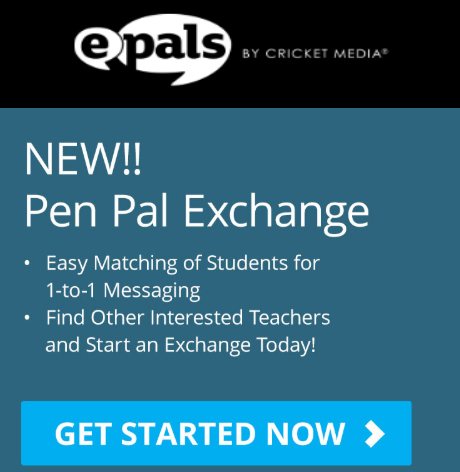 epals BY CRICKET MEDIA®
NEW!!
Pen Pal Exchange
• Easy Matching of Students for
1-to-1 Messaging
• Find Other Interested Teachers
and Start an Exchange Today!
GET STARTED NOW